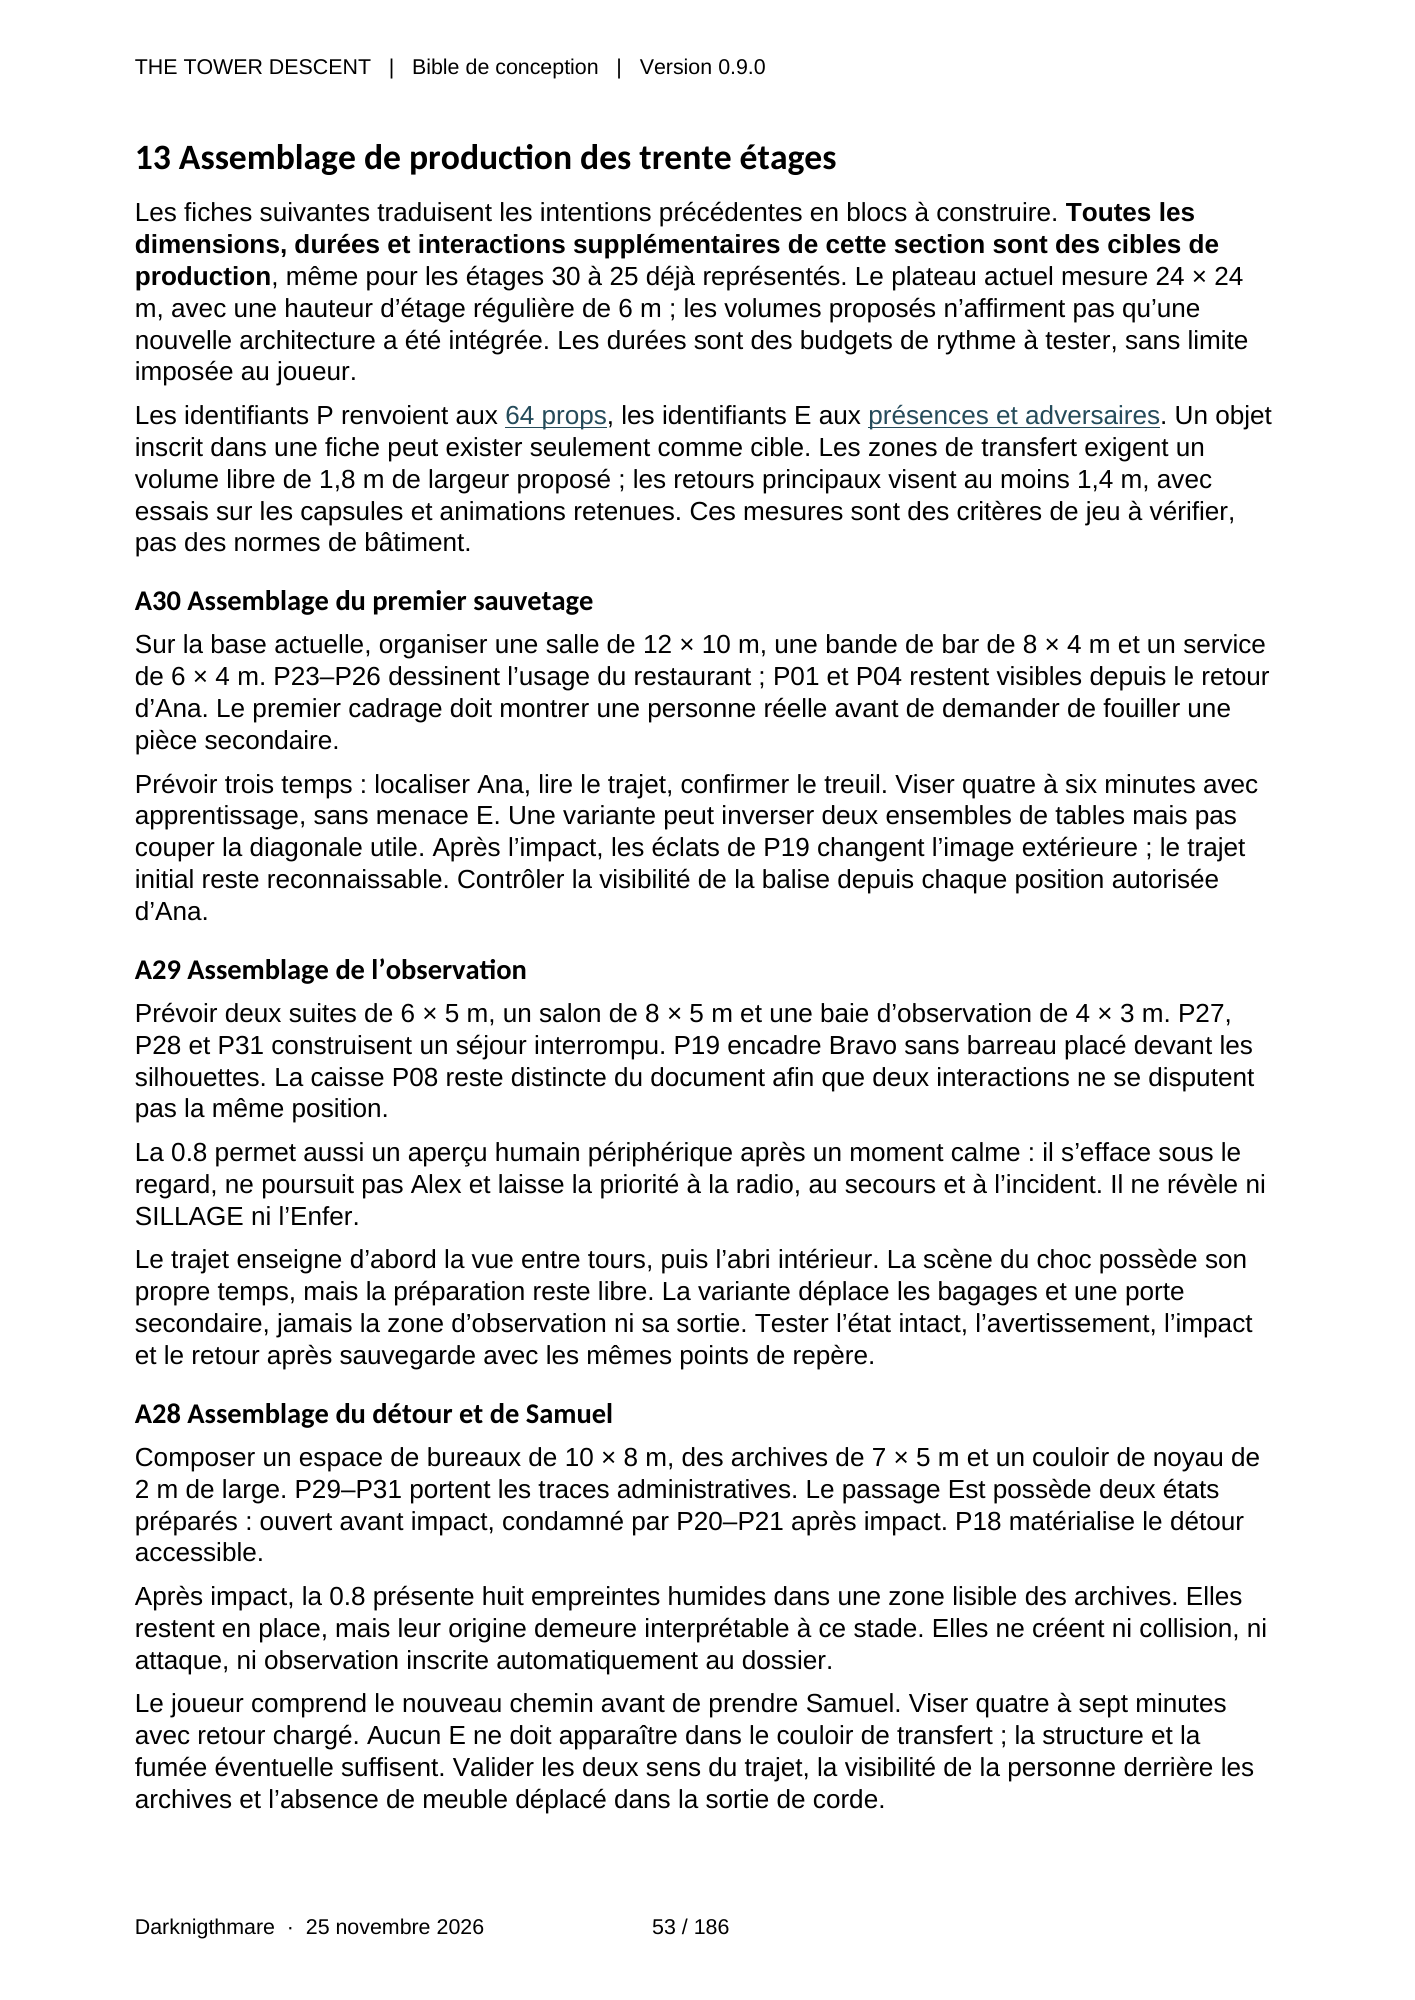 THE TOWER DESCENT | Bible de conception | Version 0.9.0
13 Assemblage de production des trente étages
Les fiches suivantes traduisent les intentions précédentes en blocs à construire. Toutes les
dimensions, durées et interactions supplémentaires de cette section sont des cibles de
production, même pour les étages 30 à 25 déjà représentés. Le plateau actuel mesure 24 × 24
m, avec une hauteur d’étage régulière de 6 m ; les volumes proposés n’affirment pas qu’une
nouvelle architecture a été intégrée. Les durées sont des budgets de rythme à tester, sans limite
imposée au joueur.
Les identifiants P renvoient aux 64 props, les identifiants E aux présences et adversaires. Un objet
inscrit dans une fiche peut exister seulement comme cible. Les zones de transfert exigent un
volume libre de 1,8 m de largeur proposé ; les retours principaux visent au moins 1,4 m, avec
essais sur les capsules et animations retenues. Ces mesures sont des critères de jeu à vérifier,
pas des normes de bâtiment.
A30 Assemblage du premier sauvetage
Sur la base actuelle, organiser une salle de 12 × 10 m, une bande de bar de 8 × 4 m et un service
de 6 × 4 m. P23–P26 dessinent l’usage du restaurant ; P01 et P04 restent visibles depuis le retour
d’Ana. Le premier cadrage doit montrer une personne réelle avant de demander de fouiller une
pièce secondaire.
Prévoir trois temps : localiser Ana, lire le trajet, confirmer le treuil. Viser quatre à six minutes avec
apprentissage, sans menace E. Une variante peut inverser deux ensembles de tables mais pas
couper la diagonale utile. Après l’impact, les éclats de P19 changent l’image extérieure ; le trajet
initial reste reconnaissable. Contrôler la visibilité de la balise depuis chaque position autorisée
d’Ana.
A29 Assemblage de l’observation
Prévoir deux suites de 6 × 5 m, un salon de 8 × 5 m et une baie d’observation de 4 × 3 m. P27,
P28 et P31 construisent un séjour interrompu. P19 encadre Bravo sans barreau placé devant les
silhouettes. La caisse P08 reste distincte du document afin que deux interactions ne se disputent
pas la même position.
La 0.8 permet aussi un aperçu humain périphérique après un moment calme : il s’efface sous le
regard, ne poursuit pas Alex et laisse la priorité à la radio, au secours et à l’incident. Il ne révèle ni
SILLAGE ni l’Enfer.
Le trajet enseigne d’abord la vue entre tours, puis l’abri intérieur. La scène du choc possède son
propre temps, mais la préparation reste libre. La variante déplace les bagages et une porte
secondaire, jamais la zone d’observation ni sa sortie. Tester l’état intact, l’avertissement, l’impact
et le retour après sauvegarde avec les mêmes points de repère.
A28 Assemblage du détour et de Samuel
Composer un espace de bureaux de 10 × 8 m, des archives de 7 × 5 m et un couloir de noyau de
2 m de large. P29–P31 portent les traces administratives. Le passage Est possède deux états
préparés : ouvert avant impact, condamné par P20–P21 après impact. P18 matérialise le détour
accessible.
Après impact, la 0.8 présente huit empreintes humides dans une zone lisible des archives. Elles
restent en place, mais leur origine demeure interprétable à ce stade. Elles ne créent ni collision, ni
attaque, ni observation inscrite automatiquement au dossier.
Le joueur comprend le nouveau chemin avant de prendre Samuel. Viser quatre à sept minutes
avec retour chargé. Aucun E ne doit apparaître dans le couloir de transfert ; la structure et la
fumée éventuelle suffisent. Valider les deux sens du trajet, la visibilité de la personne derrière les
archives et l’absence de meuble déplacé dans la sortie de corde.
Darknigthmare · 25 novembre 2026 53 / 186